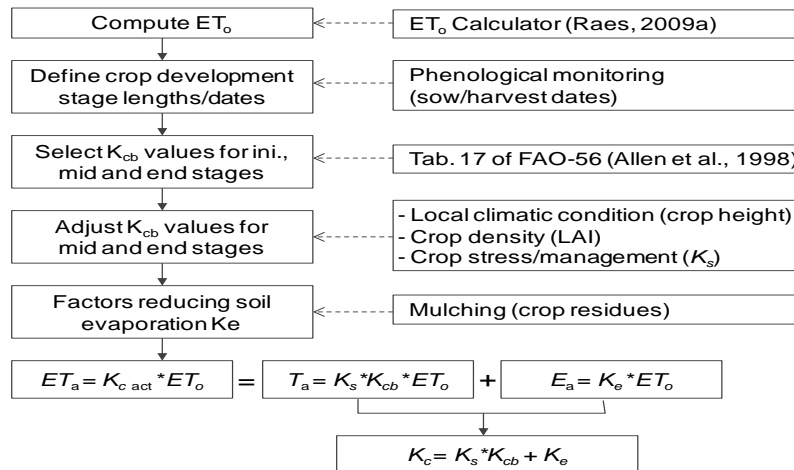 Compute ETo
ETo Calculator (Raes, 2009a)
Define crop development
stage lengths/dates
Phenological monitoring
(sow/harvest dates)
Select Kcb values for ini.,
mid and end stages
Tab. 17 of FAO-56 (Allen et al., 1998)
Adjust Kcb values for
mid and end stages
- Local climatic condition (crop height)
- Crop density (LAI)
- Crop stress/management (Ks)
Factors reducing soil
evaporation Ke
Mulching (crop residues)
ETa = Kc act *ETo = Ta = Ks*Kcb* ETo + Ea = Ke* ETo
Kc = Ks*Kcb + Ke